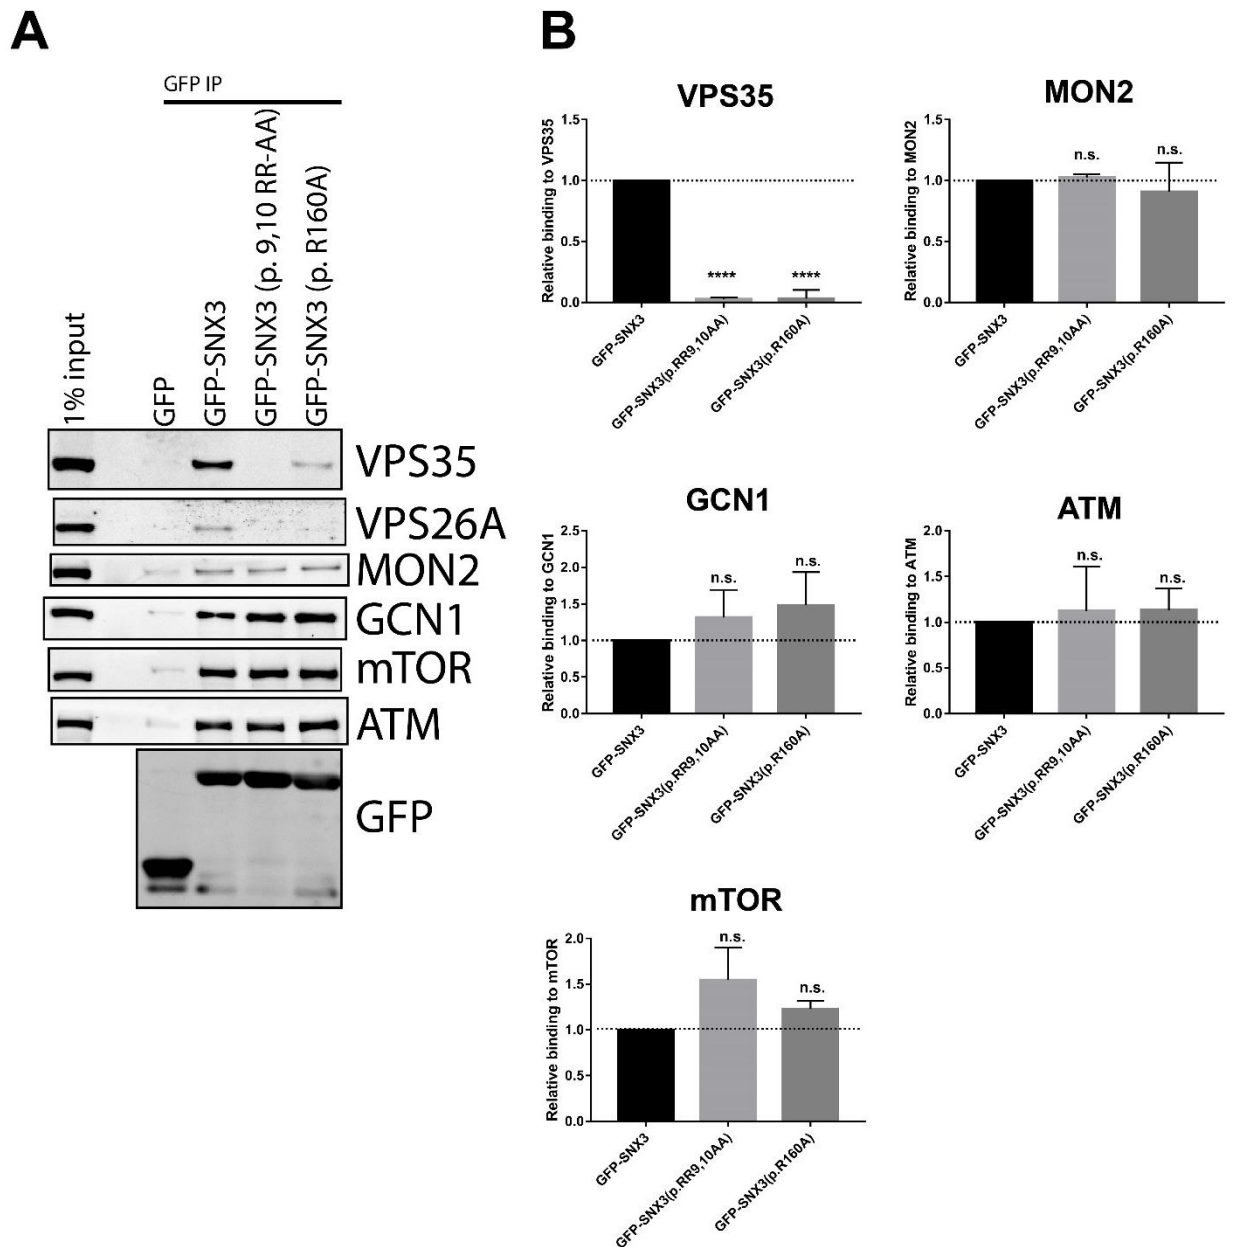 A
GFP IP
1% input
GFP
GFP-SNX3
GFP-SNX3 (p. 9,10 RR-AA)
GFP-SNX3 (p. R160A)
VPS35
VPS26A
MON2
GCN1
mTOR
ATM
GFP
B
VPS35
Relative binding to VPS35
1.5
1.0
0.5
0.0
****
****
GFP-SNX3
GFP-SNX3(p.RR9,10AA)
GFP-SNX3(p.R160A)
MON2
Relative binding to MON2
1.5
1.0
0.5
0.0
n.s.
n.s.
GFP-SNX3
GFP-SNX3(p.RR9,10AA)
GFP-SNX3(p.R160A)
GCN1
Relative binding to GCN1
2.5
2.0
1.5
1.0
0.5
0.0
n.s.
n.s.
GFP-SNX3
GFP-SNX3(p.RR9,10AA)
GFP-SNX3(p.R160A)
ATM
Relative binding to ATM
2.0
1.5
1.0
0.5
0.0
n.s.
n.s.
GFP-SNX3
GFP-SNX3(p.RR9,10AA)
GFP-SNX3(p.R160A)
mTOR
Relative binding to mTOR
2.0
1.5
1.0
0.5
0.0
n.s.
n.s.
GFP-SNX3
GFP-SNX3(p.RR9,10AA)
GFP-SNX3(p.R160A)